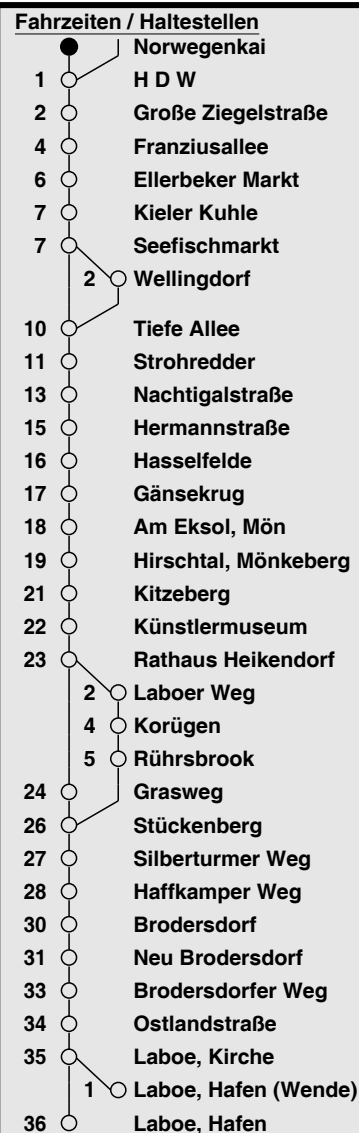 Fahrzeiten / Haltestellen
Norwegenkai
1 H D W
2 Große Ziegelstraße
4 Franziusallee
6 Ellerbeker Markt
7 Kieler Kuhle
7 Seefischmarkt
2 Wellingdorf
10 Tiefe Allee
11 Strohredder
13 Nachtigalstraße
15 Hermannstraße
16 Hasselfelde
17 Gänsekrug
18 Am Eksol, Mön
19 Hirschtal, Mönkeberg
21 Kitzeberg
22 Künstlermuseum
23 Rathaus Heikendorf
2 Laboer Weg
4 Korügen
5 Rührsbrook
24 Grasweg
26 Stückenberg
27 Silberturmer Weg
28 Haffkamper Weg
30 Brodersdorf
31 Neu Brodersdorf
33 Brodersdorfer Weg
34 Ostlandstraße
35 Laboe, Kirche
1 Laboe, Hafen (Wende)
36 Laboe, Hafen